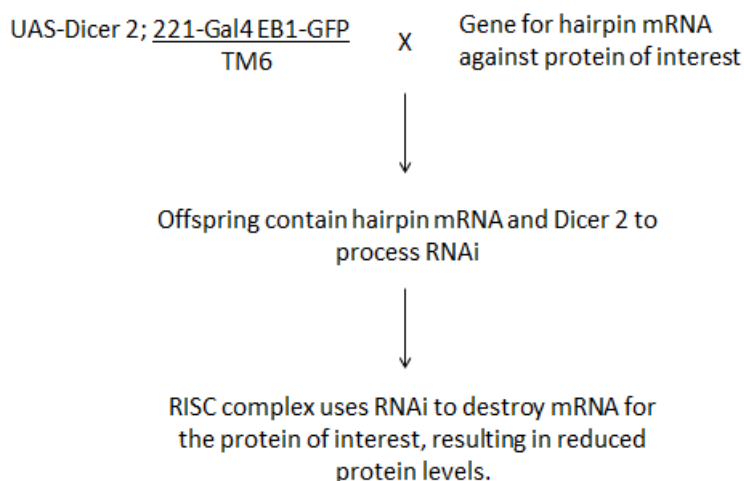 UAS-Dicer 2; 221-Gal4 EB1-GFP
TM6
X
Gene for hairpin mRNA
against protein of interest
Offspring contain hairpin mRNA and Dicer 2 to
process RNAi
RISC complex uses RNAi to destroy mRNA for
the protein of interest, resulting in reduced
protein levels.